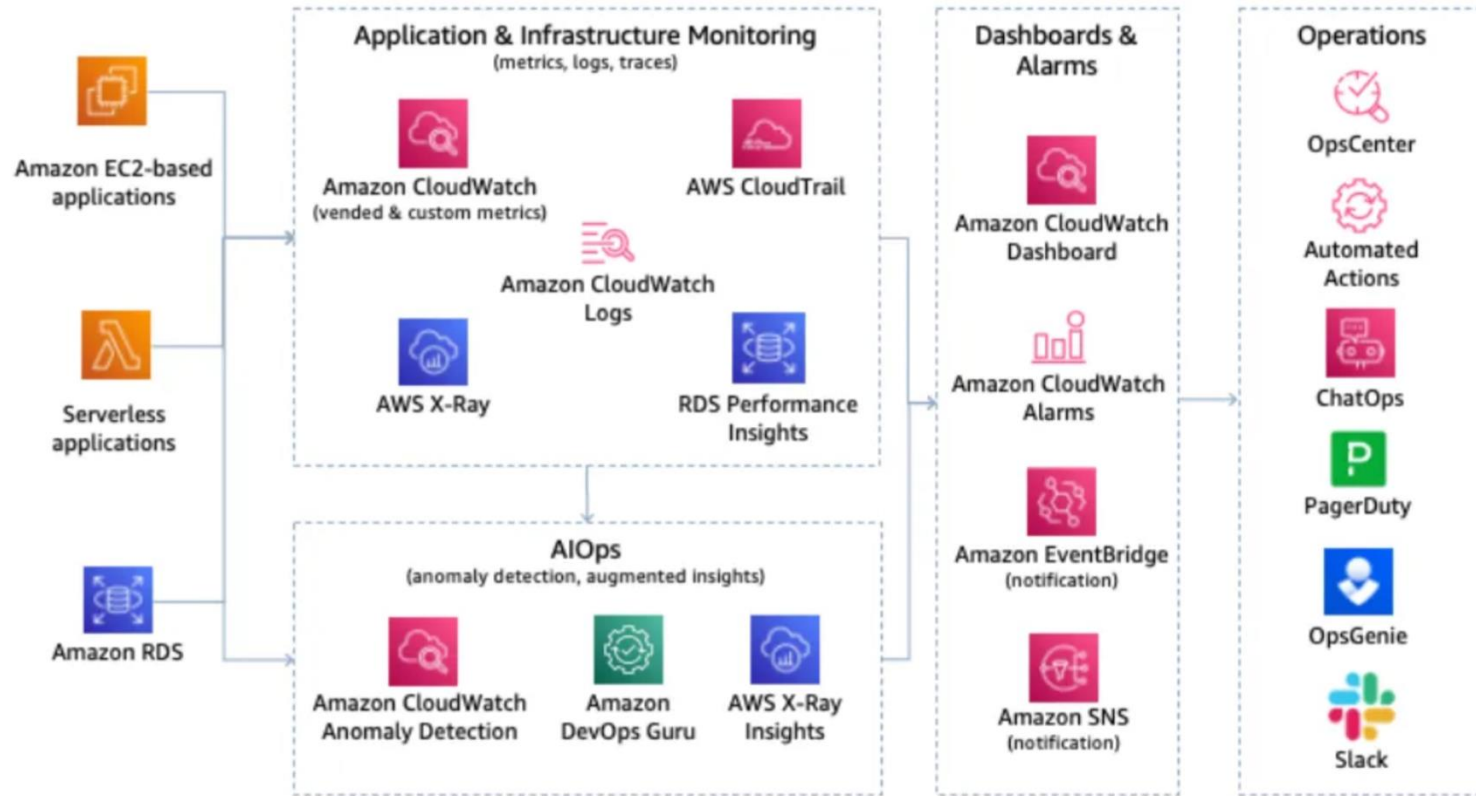 Amazon EC2-based
applications
Serverless
applications
Amazon RDS
Application & Infrastructure Monitoring
(metrics, logs, traces)
Amazon CloudWatch
(vended & custom metrics)
AWS CloudTrail
Amazon CloudWatch
Logs
AWS X-Ray
RDS Performance
Insights
AIOps
(anomaly detection, augmented insights)
Amazon CloudWatch
Anomaly Detection
Amazon
DevOps Guru
AWS X-Ray
Insights
Dashboards &
Alarms
Amazon CloudWatch
Dashboard
Amazon CloudWatch
Alarms
Amazon EventBridge
(notification)
Amazon SNS
(notification)
Operations
OpsCenter
Automated
Actions
ChatOps
P
PagerDuty
OpsGenie
Slack